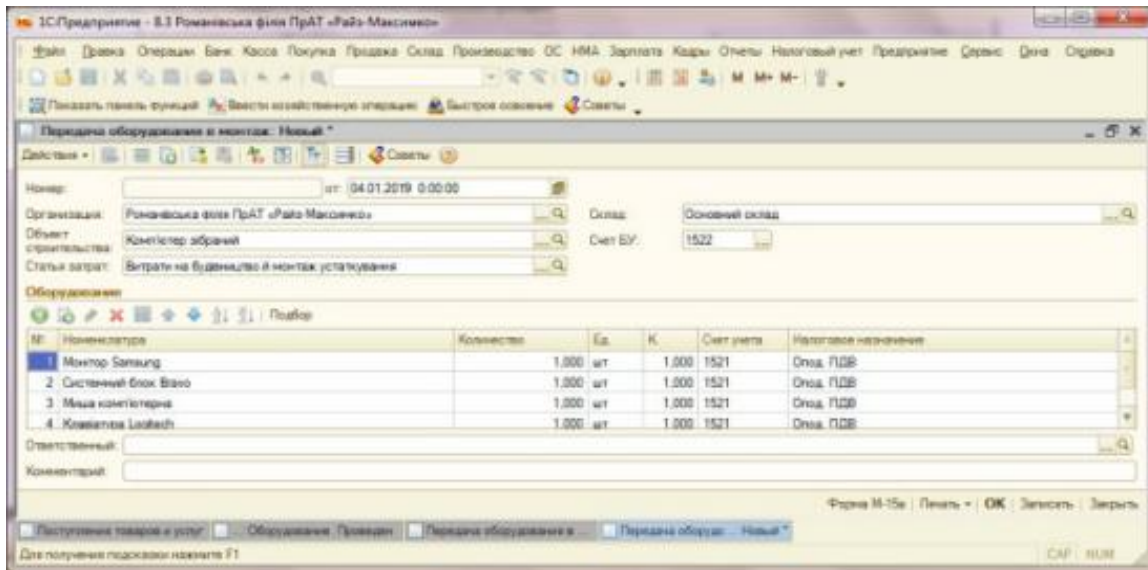 1С:Предприятие - 8.3 Романівська філія ПрАТ «Райз-Максимко»
Файл Правка Операции Банк Касса Покупка Продажа Склад Производство ОС НМА Зарплата Кадры Отчеты Налоговый учет Предприятие Сервис Окна Справка
M M+ M-
Показать панель функций Ввести хозяйственную операцию Быстрое освоение Советы
Передача оборудования в монтаж: Новый *
Действия Советы
Номер: от: 04.01.2019 0:00:00
Организация: Романівська філія ПрАТ «Райз-Максимко» Склад: Основний склад
Объект строительства: Комп'ютер зібраний Счет БУ: 1522
Статья затрат: Витрати на будівництво й монтаж устаткування
Оборудование
Подбор
№ Номенклатура Количество Ед. К. Счет учета Налоговое назначение
1 Монітор Samsung 1,000 шт 1,000 1521 Опод. ПДВ
2 Системный блок Bravo 1,000 шт 1,000 1521 Опод. ПДВ
3 Миша комп'ютерна 1,000 шт 1,000 1521 Опод. ПДВ
4 Клавіатура Logitech 1,000 шт 1,000 1521 Опод. ПДВ
Ответственный:
Комментарий:
Форма М-15а Печать OK Записать Закрыть
Поступление товаров и услуг ... Оборудование. Проведен Передача оборудования в ... Передача оборудо... Новый *
Для получения подсказки нажмите F1 CAP NUM